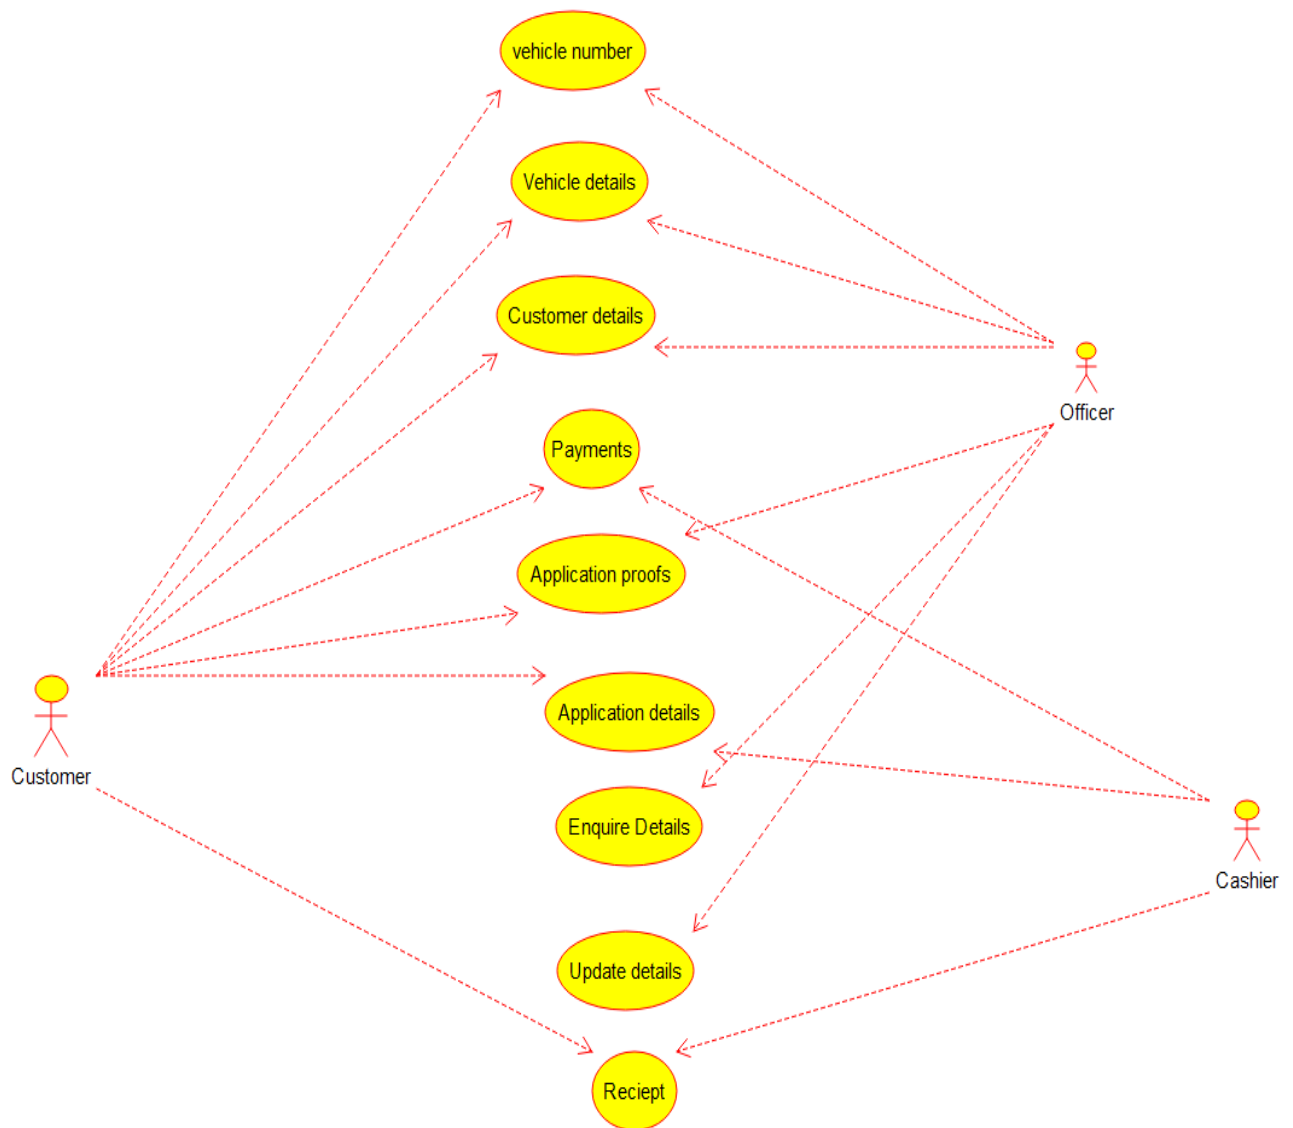 vehicle number
Vehicle details
Customer details
Officer
Payments
Application proofs
Application details
Customer
Enquire Details
Cashier
Update details
Reciept